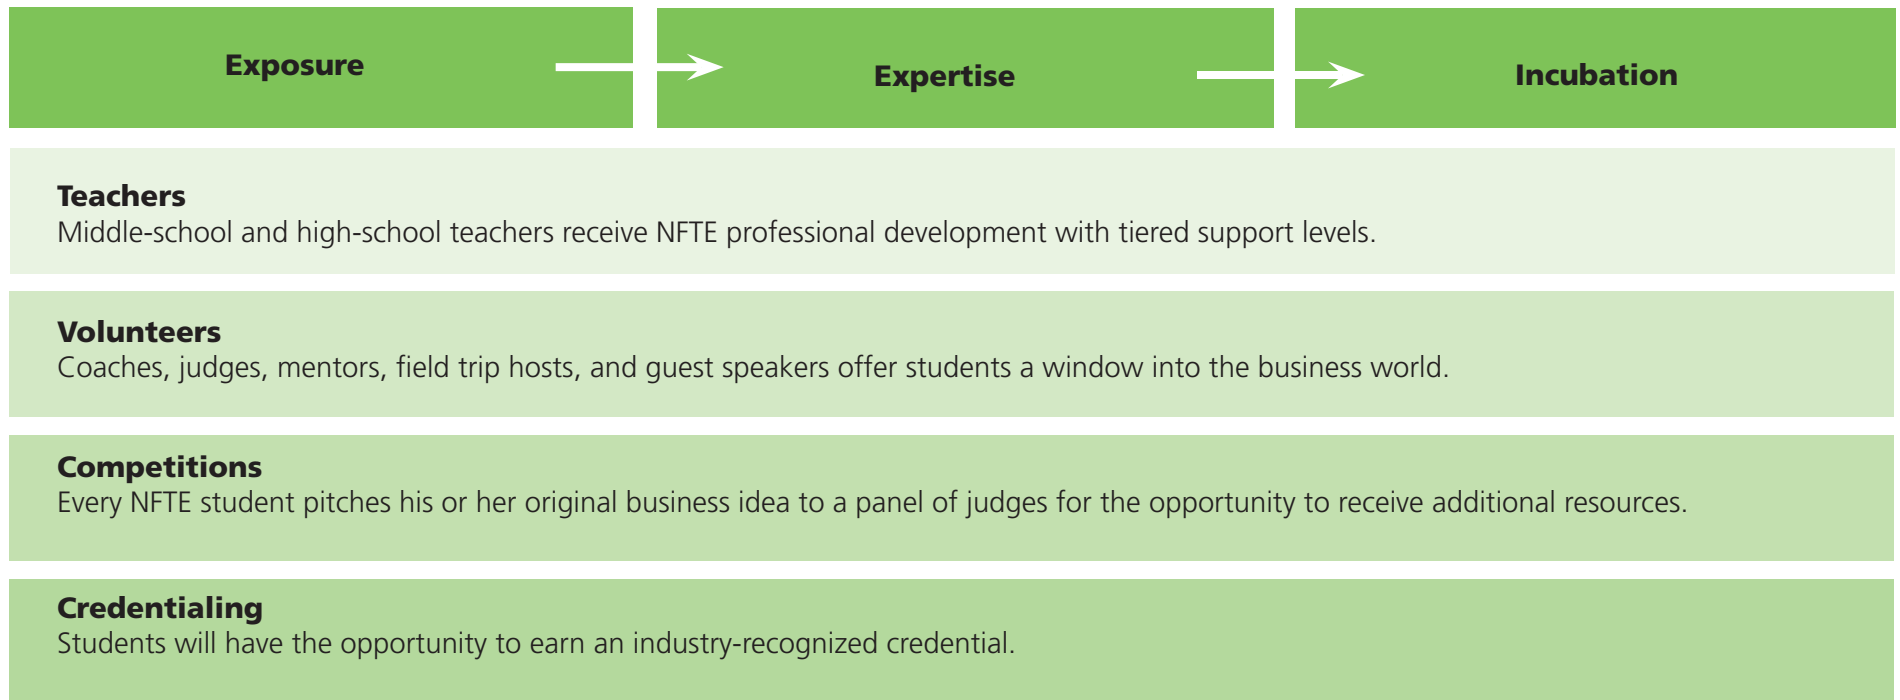 Exposure
Expertise
Incubation
Teachers
Middle-school and high-school teachers receive NFTE professional development with tiered support levels.
Volunteers
Coaches, judges, mentors, field trip hosts, and guest speakers offer students a window into the business world.
Competitions
Every NFTE student pitches his or her original business idea to a panel of judges for the opportunity to receive additional resources.
Credentialing
Students will have the opportunity to earn an industry-recognized credential.